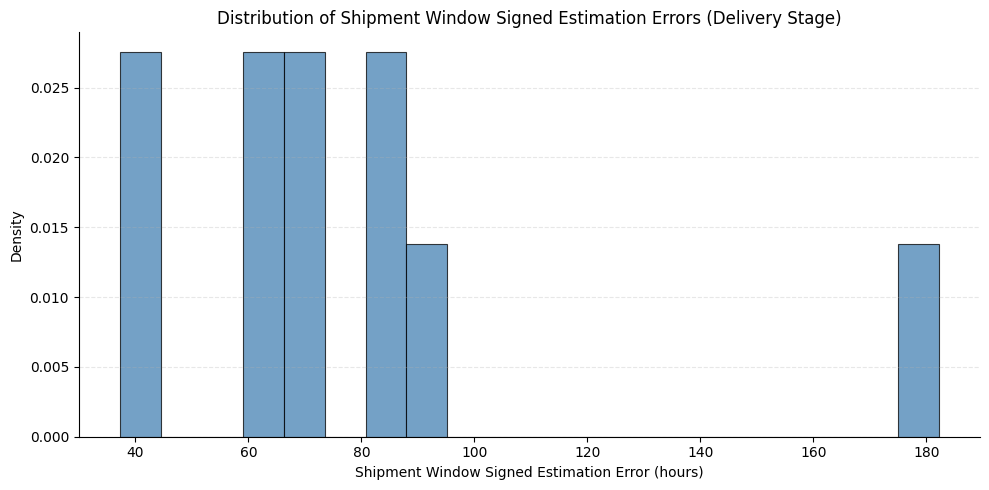 Distribution of Shipment Window Signed Estimation Errors (Delivery Stage)
Density
0.025
0.020
0.015
0.010
0.005
0.000
40 60 80 100 120 140 160 180
Shipment Window Signed Estimation Error (hours)